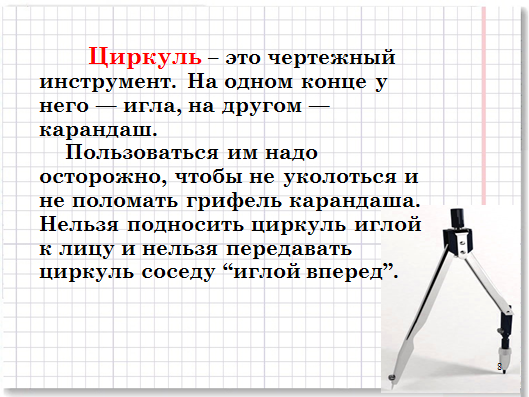 Циркуль – это чертежный
инструмент. На одном конце у
него — игла, на другом —
карандаш.
Пользоваться им надо
осторожно, чтобы не уколоться и
не поломать грифель карандаша.
Нельзя подносить циркуль иглой
к лицу и нельзя передавать
циркуль соседу “иглой вперед”.
3